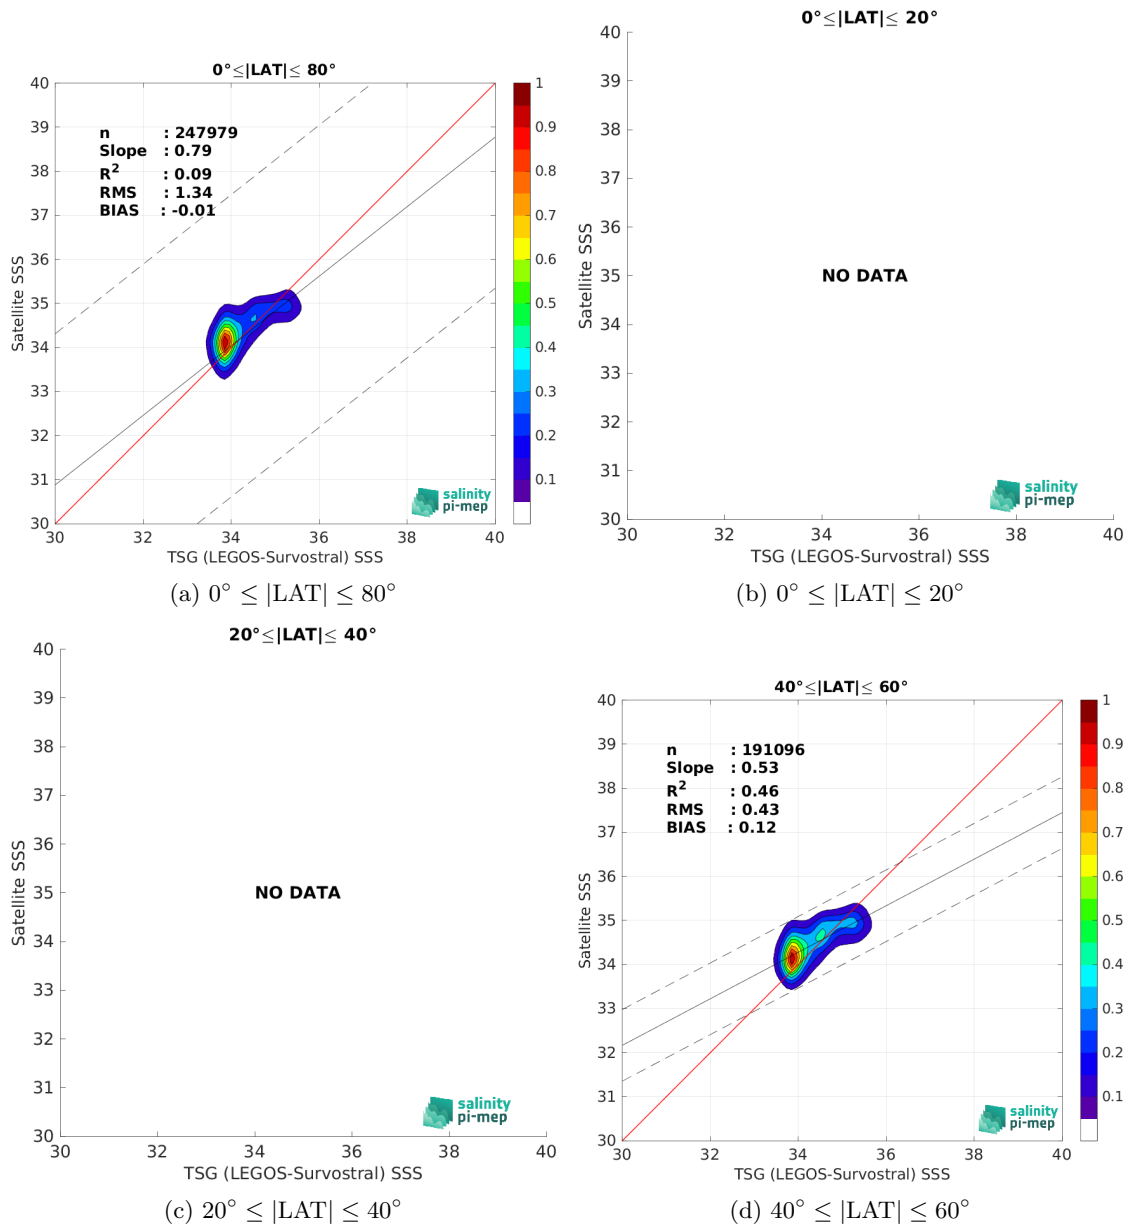 0°≤|LAT|≤ 80°
40
39
38
37
36
35
34
33
32
31
30
n : 247979
Slope : 0.79
R² : 0.09
RMS : 1.34
BIAS : -0.01
Satellite SSS
30 32 34 36 38 40
TSG (LEGOS-Survostral) SSS
1
0.9
0.8
0.7
0.6
0.5
0.4
0.3
0.2
0.1
salinity
pi-mep
(a) 0° ≤ |LAT| ≤ 80°
0°≤|LAT|≤ 20°
40
39
38
37
36
35
34
33
32
31
30
NO DATA
Satellite SSS
30 32 34 36 38 40
TSG (LEGOS-Survostral) SSS
salinity
pi-mep
(b) 0° ≤ |LAT| ≤ 20°
20°≤|LAT|≤ 40°
40
39
38
37
36
35
34
33
32
31
30
NO DATA
Satellite SSS
30 32 34 36 38 40
TSG (LEGOS-Survostral) SSS
salinity
pi-mep
(c) 20° ≤ |LAT| ≤ 40°
40°≤|LAT|≤ 60°
40
39
38
37
36
35
34
33
32
31
30
n : 191096
Slope : 0.53
R² : 0.46
RMS : 0.43
BIAS : 0.12
Satellite SSS
30 32 34 36 38 40
TSG (LEGOS-Survostral) SSS
1
0.9
0.8
0.7
0.6
0.5
0.4
0.3
0.2
0.1
salinity
pi-mep
(d) 40° ≤ |LAT| ≤ 60°